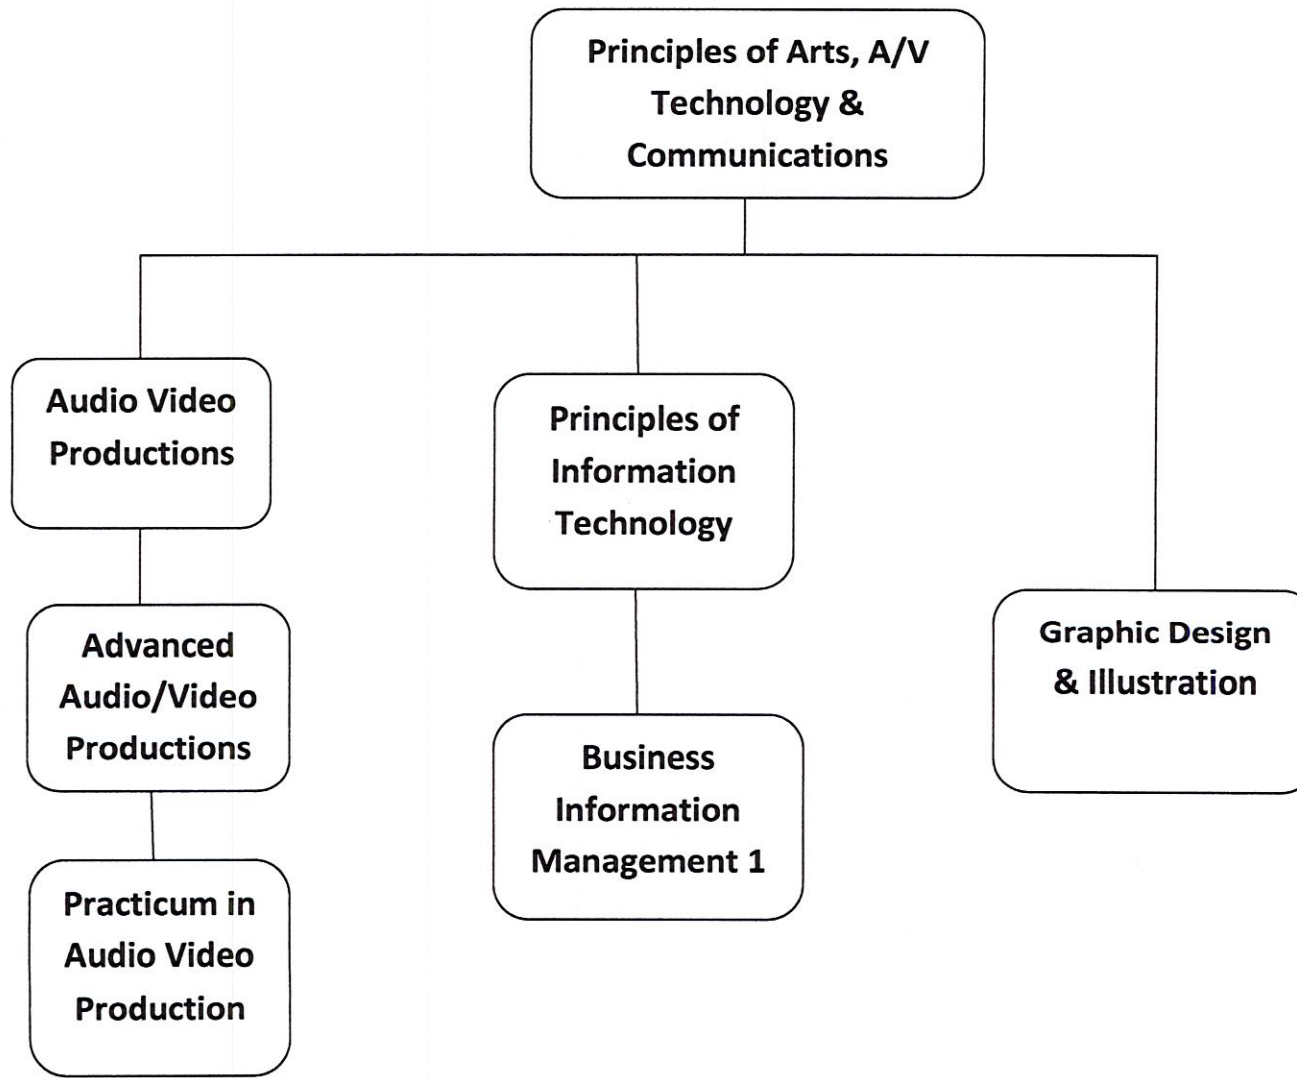 Principles of Arts, A/V
Technology &
Communications
Audio Video
Productions
Advanced
Audio/Video
Productions
Practicum in
Audio Video
Production
Principles of
Information
Technology
Business
Information
Management 1
Graphic Design
& Illustration